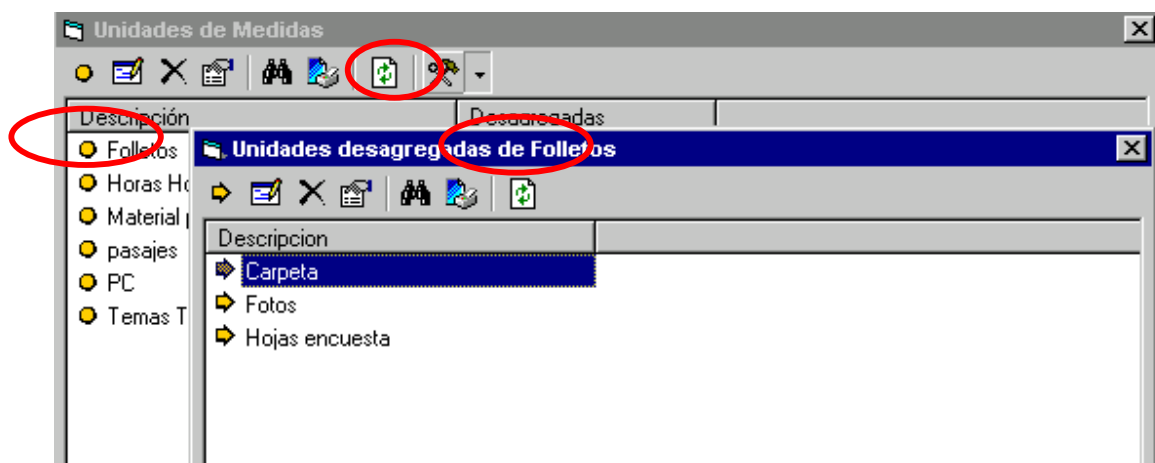 Unidades de Medidas
Descripción Desagregadas
Folletos
Unidades desagregadas de Folletos
Horas
Material
pasajes
Descripcion
PC
Carpeta
Temas
Fotos
Hojas encuesta